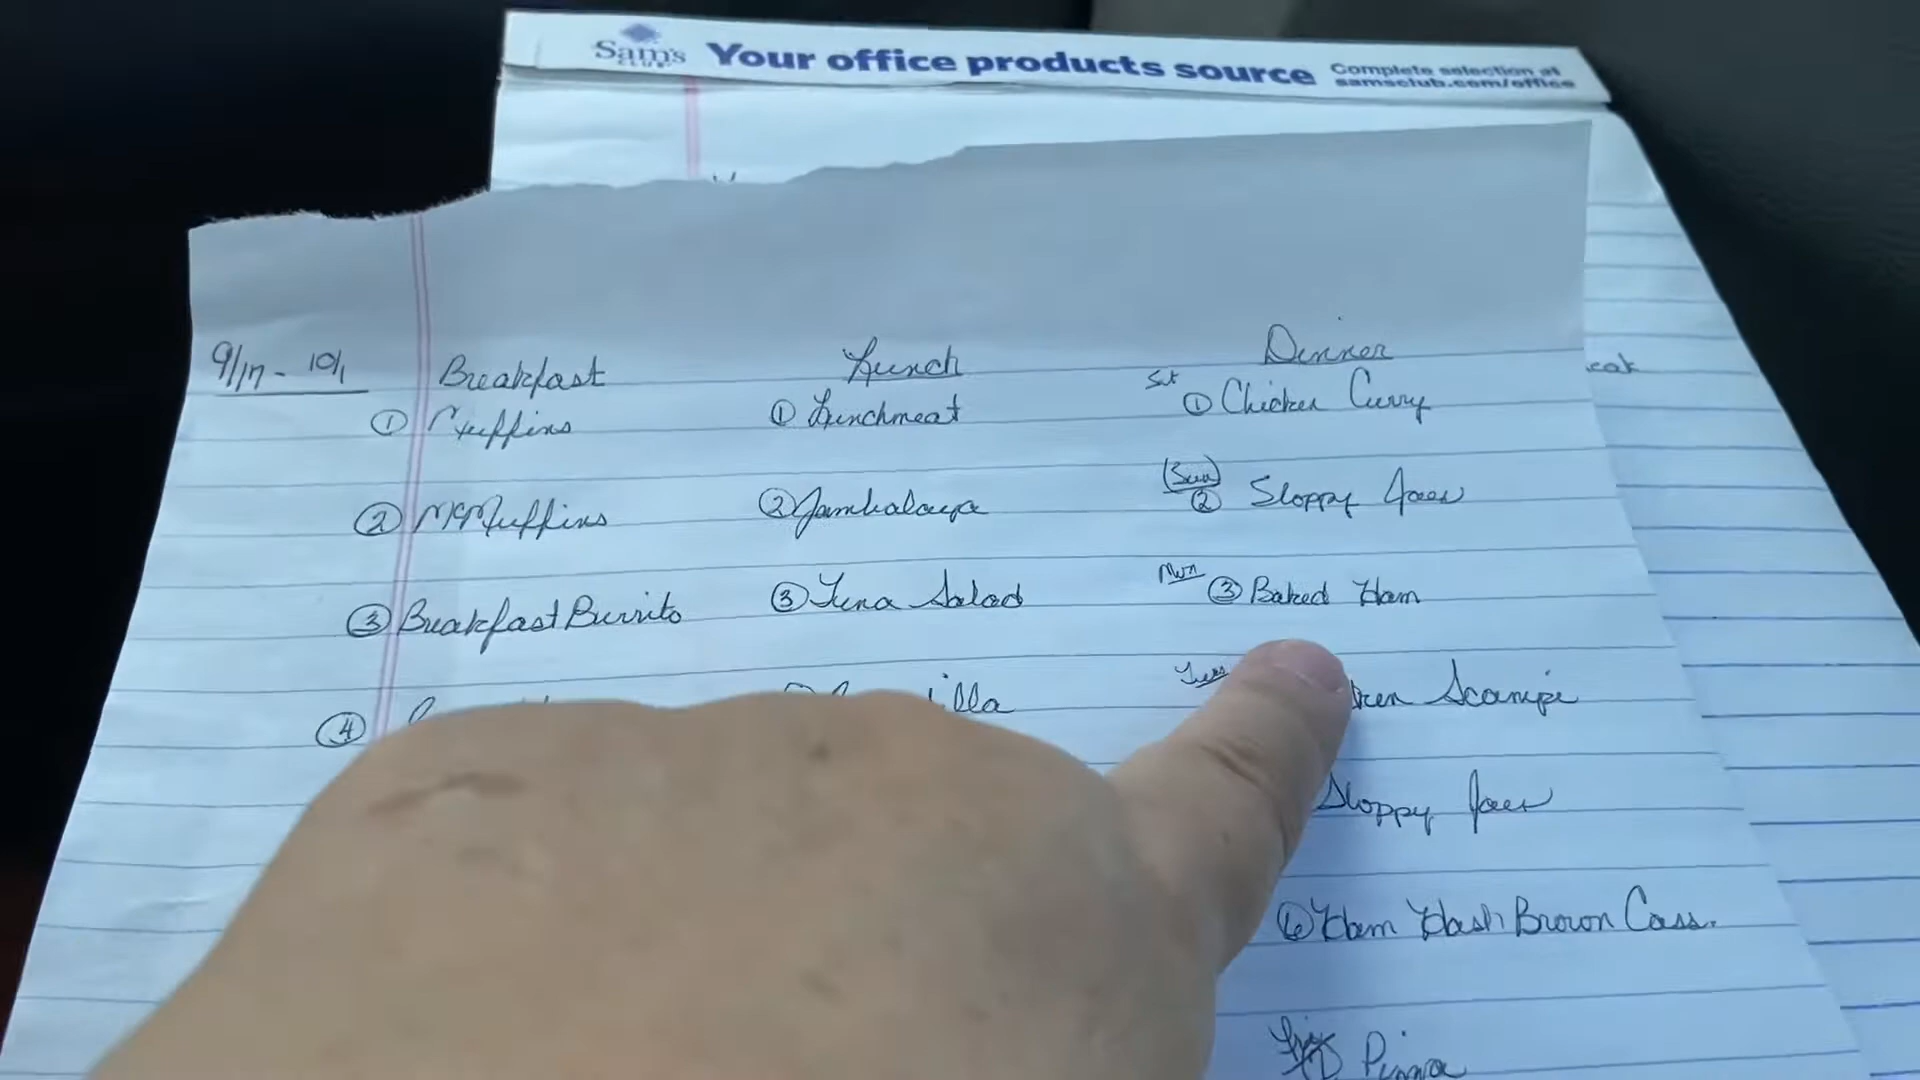 Sam's CLUB Your office products source Complete selection at
samsclub.com/office
9/17 - 10/1 Breakfast Lunch Dinner
① Muffins ① Lunchmeat Sat ① Chicken Curry
② McMuffins ② Jambalaya (Sun) ② Sloppy Joes
③ Breakfast Burrito ③ Tuna Salad Mon ③ Baked Ham
④ illa Tues ken Scampi
Sloppy Joes
⑥ Ham Hash Brown Cass.
Pizza